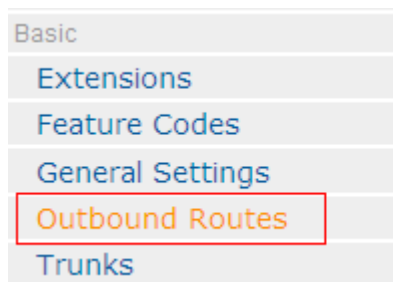 Basic
Extensions
Feature Codes
General Settings
Outbound Routes
Trunks